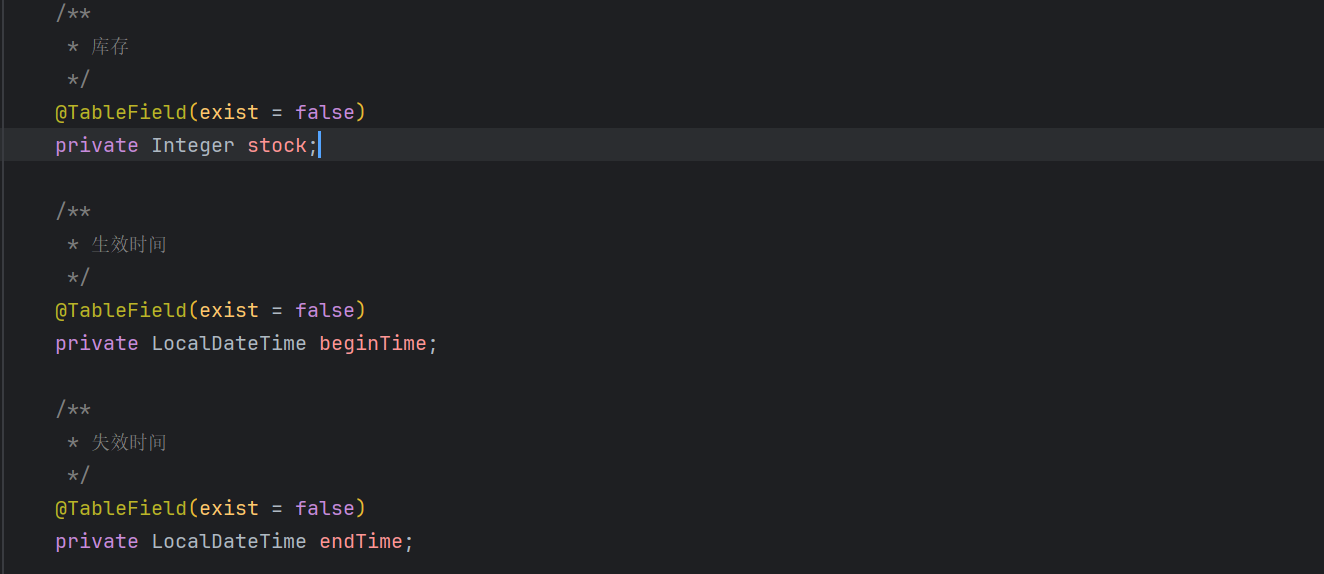 /**
 * 库存
 */
@TableField(exist = false)
private Integer stock;
/**
 * 生效时间
 */
@TableField(exist = false)
private LocalDateTime beginTime;
/**
 * 失效时间
 */
@TableField(exist = false)
private LocalDateTime endTime;